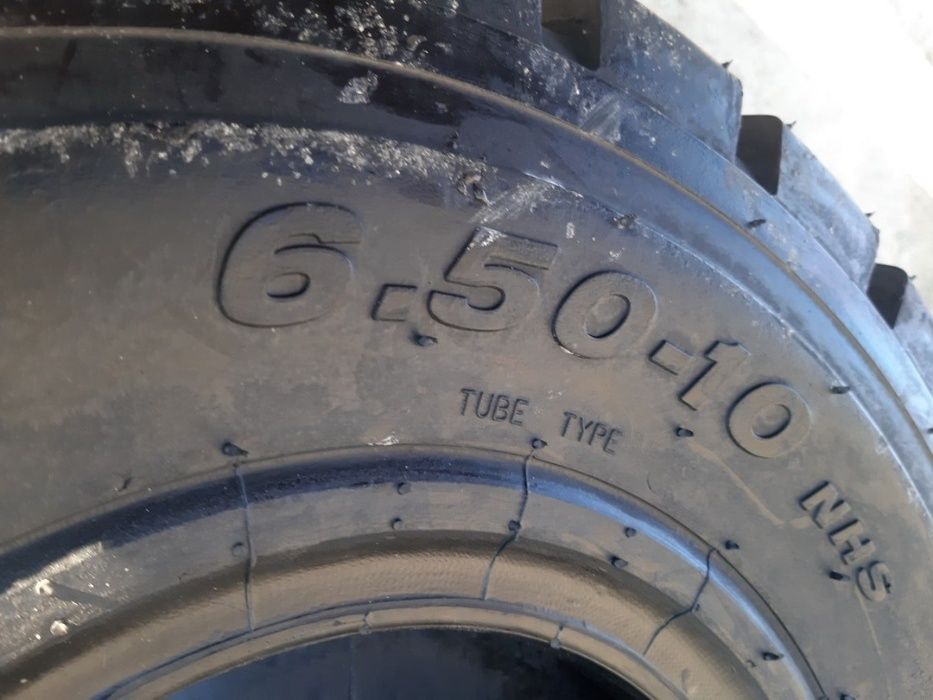 6.50-10 NHS
TUBE TYPE